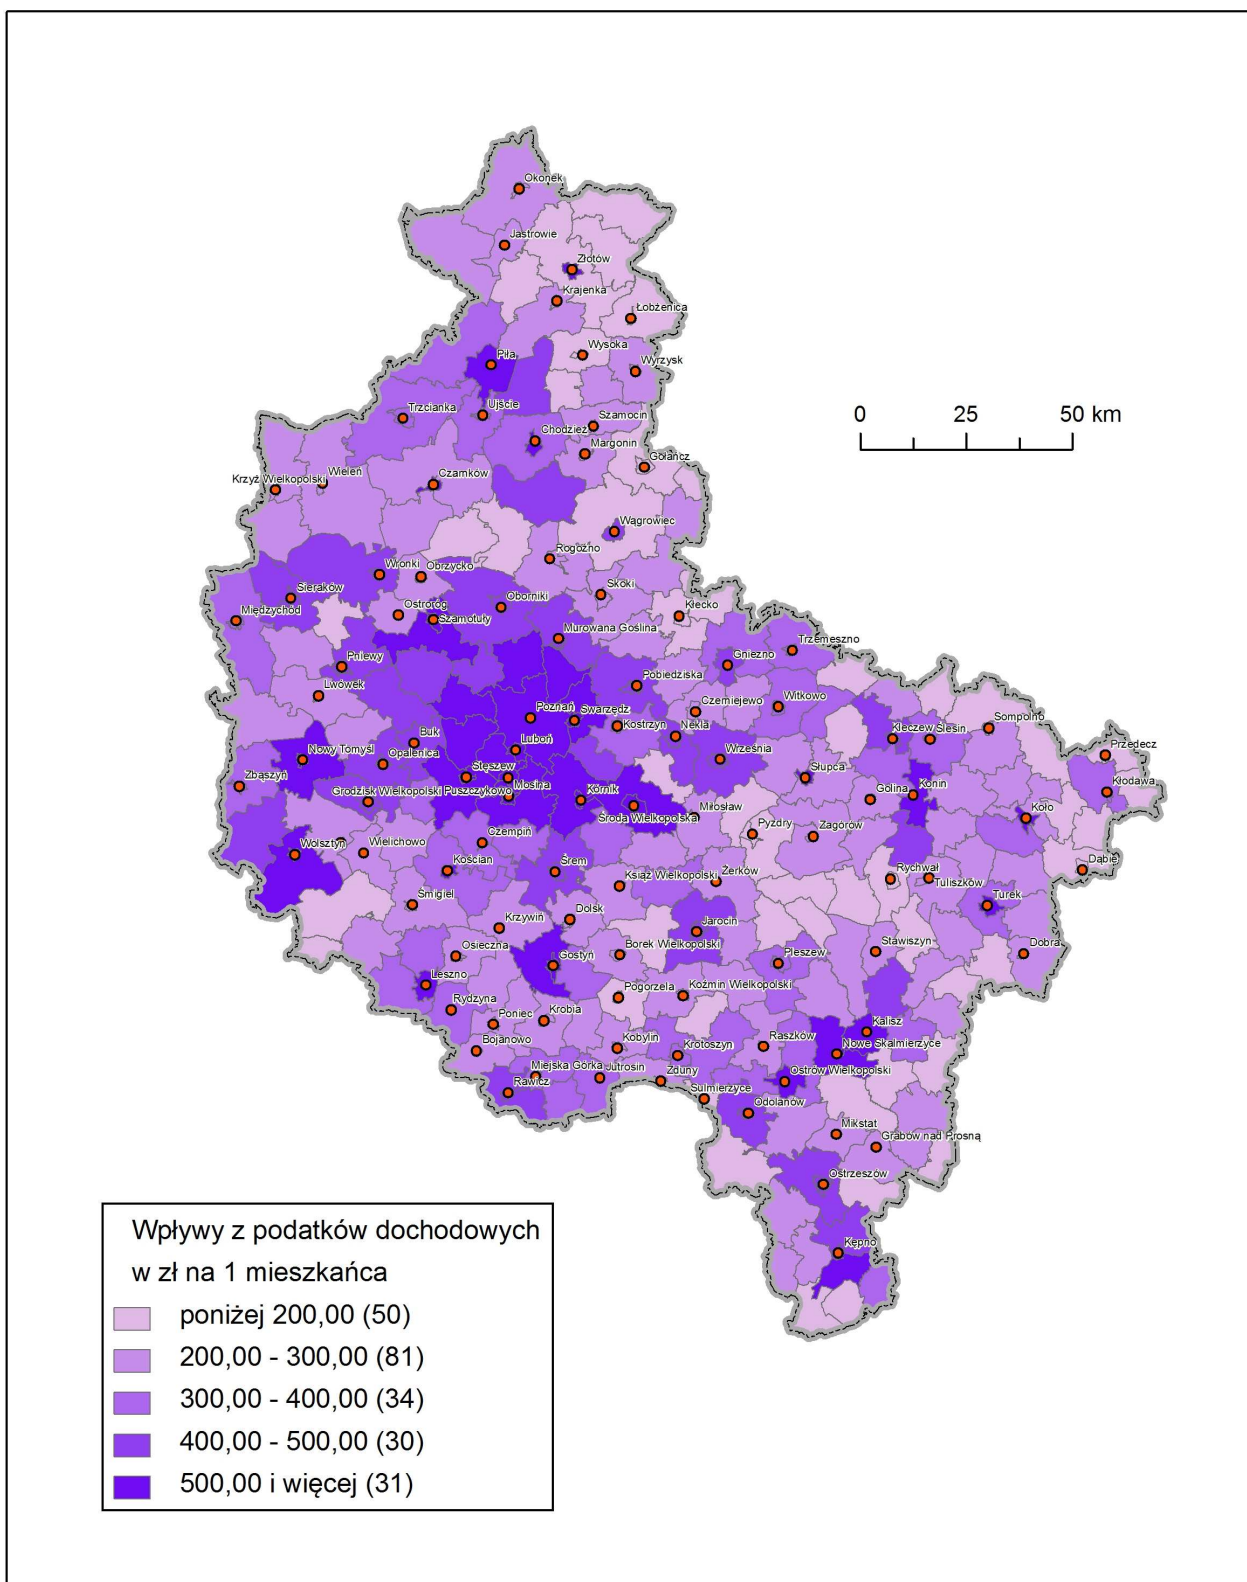 Okonek
Jastrowie
Złotów
Krajenka
Łobżenica
Wysoka
Piła
Wyrzysk
0 25 50 km
Trzcianka
Ujście
Szamocin
Chodzież
Margonin
Gołańcz
Krzyż Wielkopolski
Wieleń
Czarnków
Wągrowiec
Rogoźno
Wronki
Obrzycko
Sieraków
Skoki
Międzychód
Ostroróg
Oborniki
Szamotuły
Kłecko
Murowana Goślina
Trzemeszno
Gniezno
Pniewy
Pobiedziska
Lwówek
Czerniejewo
Witkowo
Poznań
Swarzędz
Kostrzyn
Nekla
Kleczew
Ślesin
Sompolno
Buk
Luboń
Nowy Tomyśl
Opalenica
Września
Przedecz
Zbąszyń
Stęszew
Słupca
Kłodawa
Grodzisk Wielkopolski
Puszczykowo
Mosina
Kórnik
Golina
Konin
Środa Wielkopolska
Miłosław
Koło
Pyzdry
Zagórów
Wolsztyn
Wielichowo
Czempiń
Kościan
Śrem
Dąbie
Książ Wielkopolski
Żerków
Rychwał
Tuliszków
Śmigiel
Turek
Krzywiń
Dolsk
Jarocin
Osieczna
Gostyń
Borek Wielkopolski
Pleszew
Stawiszyn
Dobra
Leszno
Pogorzela
Koźmin Wielkopolski
Rydzyna
Poniec
Krobia
Kalisz
Bojanowo
Kobylin
Krotoszyn
Raszków
Nowe Skalmierzyce
Miejska Górka
Jutrosin
Zduny
Ostrów Wielkopolski
Rawicz
Sulmierzyce
Odolanów
Mikstat
Grabów nad Prosną
Ostrzeszów
Kępno
Wpływy z podatków dochodowych
w zł na 1 mieszkańca
poniżej 200,00 (50)
200,00 - 300,00 (81)
300,00 - 400,00 (34)
400,00 - 500,00 (30)
500,00 i więcej (31)